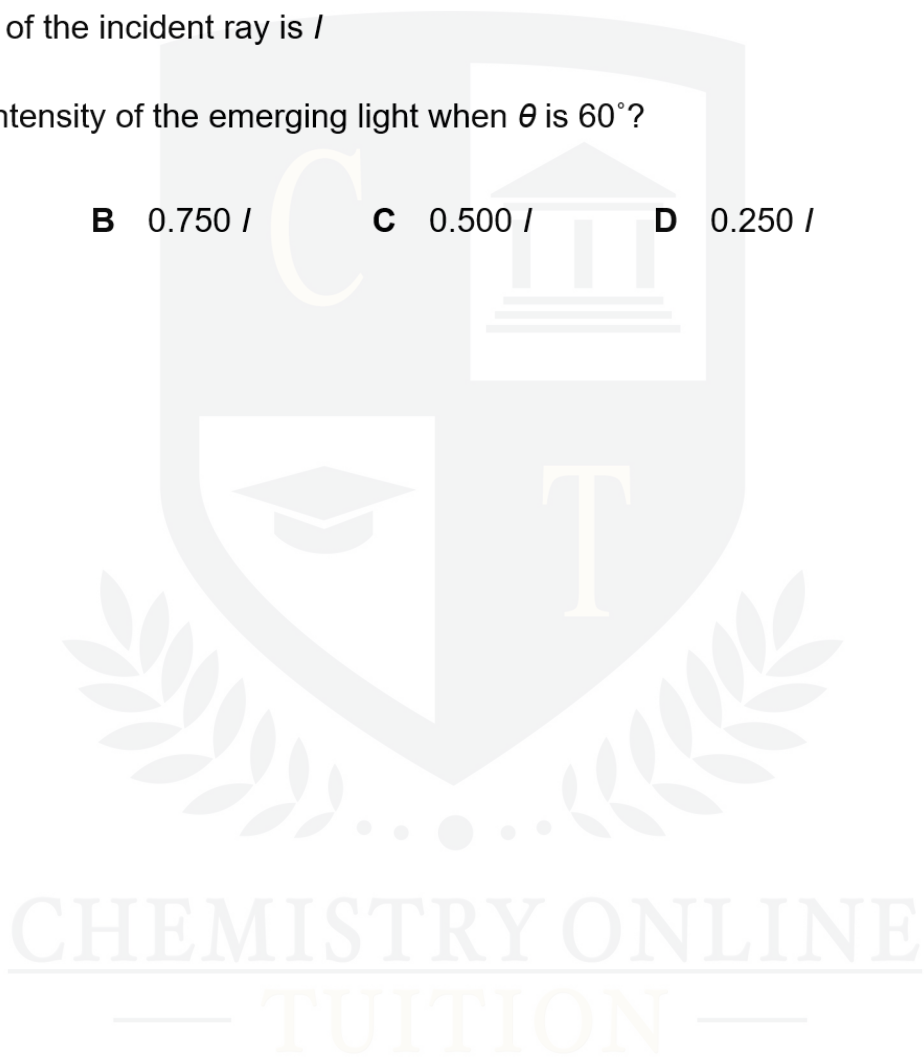 of the incident ray is I
ntensity of the emerging light when θ is 60°?
B 0.750 I C 0.500 I D 0.250 I
C
T
CHEMISTRY ONLINE
TUITION